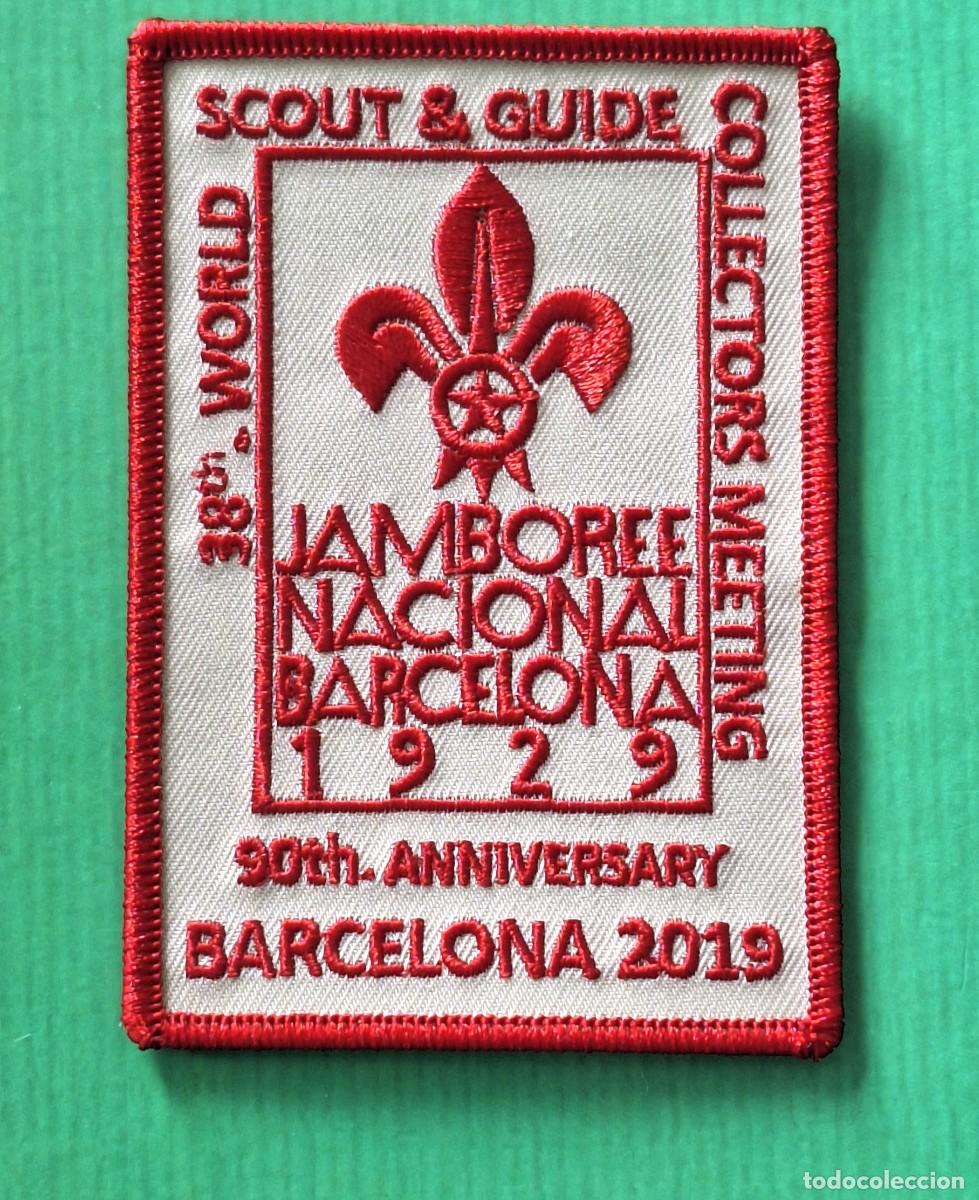 38th. WORLD
SCOUT & GUIDE
COLLECTORS MEETING
JAMBOREE
NACIONAL
BARCELONA
1929
90th. ANNIVERSARY
BARCELONA 2019
todocoleccion